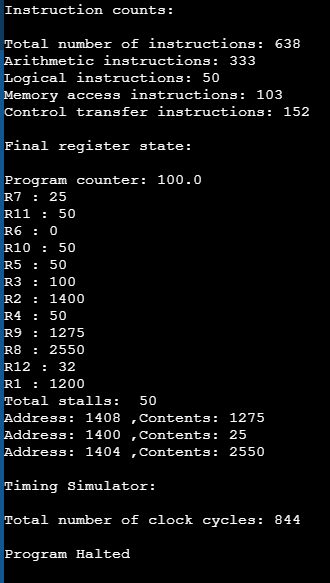 Instruction counts:
Total number of instructions: 638
Arithmetic instructions: 333
Logical instructions: 50
Memory access instructions: 103
Control transfer instructions: 152
Final register state:
Program counter: 100.0
R7 : 25
R11 : 50
R6 : 0
R10 : 50
R5 : 50
R3 : 100
R2 : 1400
R4 : 50
R9 : 1275
R8 : 2550
R12 : 32
R1 : 1200
Total stalls:  50
Address: 1408 ,Contents: 1275
Address: 1400 ,Contents: 25
Address: 1404 ,Contents: 2550
Timing Simulator:
Total number of clock cycles: 844
Program Halted